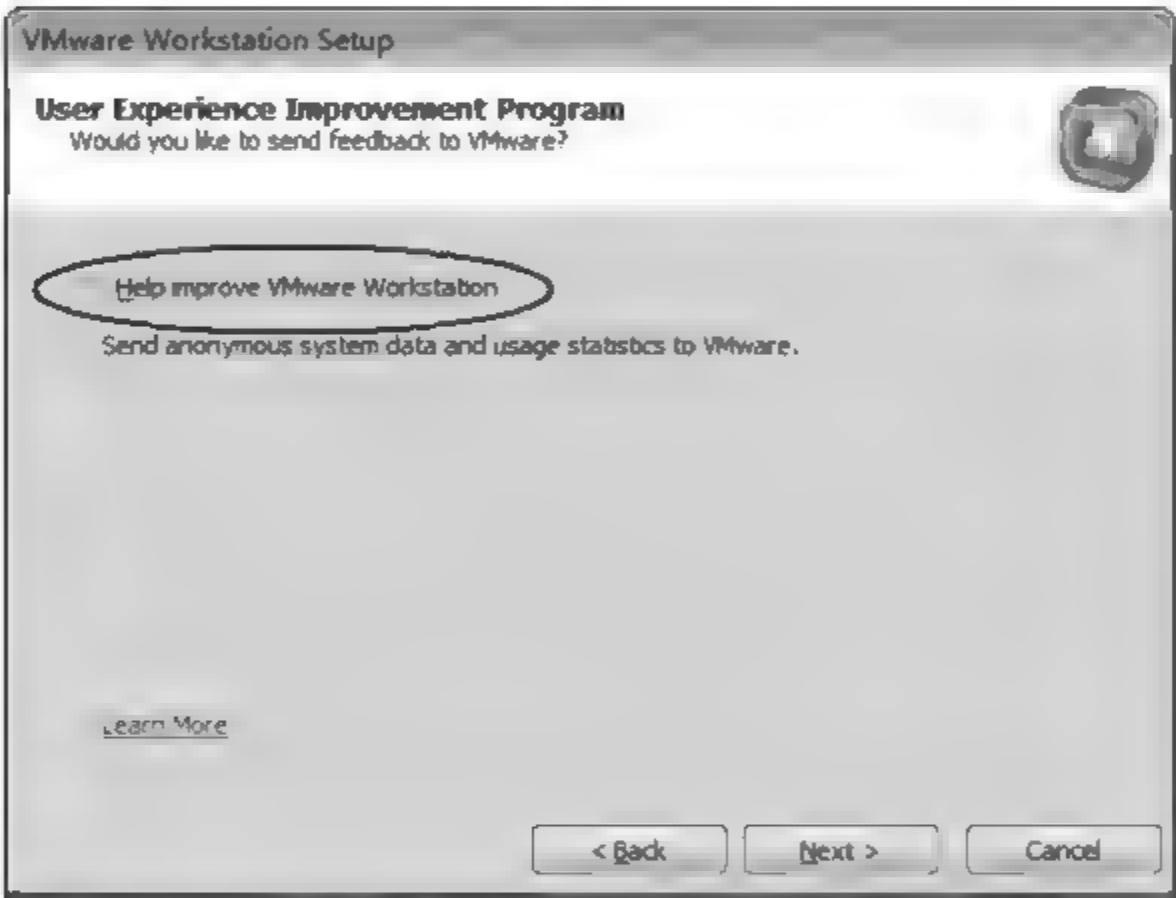 VMware Workstation Setup
User Experience Improvement Program
Would you like to send feedback to VMware?
Help improve VMware Workstation
Send anonymous system data and usage statistics to VMware.
Learn More
< Back Next > Cancel